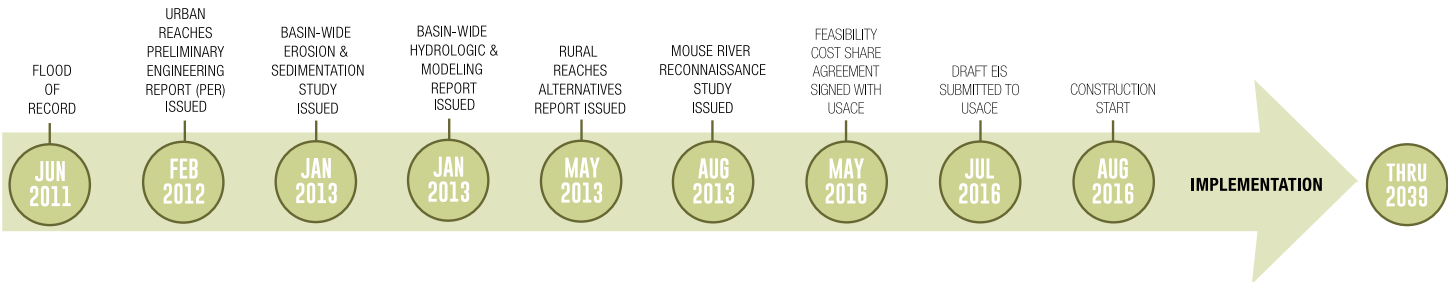 FLOOD
OF
RECORD
JUN
2011
URBAN
REACHES
PRELIMINARY
ENGINEERING
REPORT (PER)
ISSUED
FEB
2012
BASIN-WIDE
EROSION &
SEDIMENTATION
STUDY
ISSUED
JAN
2013
BASIN-WIDE
HYDROLOGIC &
MODELING
REPORT
ISSUED
JAN
2013
RURAL
REACHES
ALTERNATIVES
REPORT ISSUED
MAY
2013
MOUSE RIVER
RECONNAISSANCE
STUDY
ISSUED
AUG
2013
FEASIBILITY
COST SHARE
AGREEMENT
SIGNED WITH
USACE
MAY
2016
DRAFT EIS
SUBMITTED TO
USACE
JUL
2016
CONSTRUCTION
START
AUG
2016
IMPLEMENTATION
THRU
2039